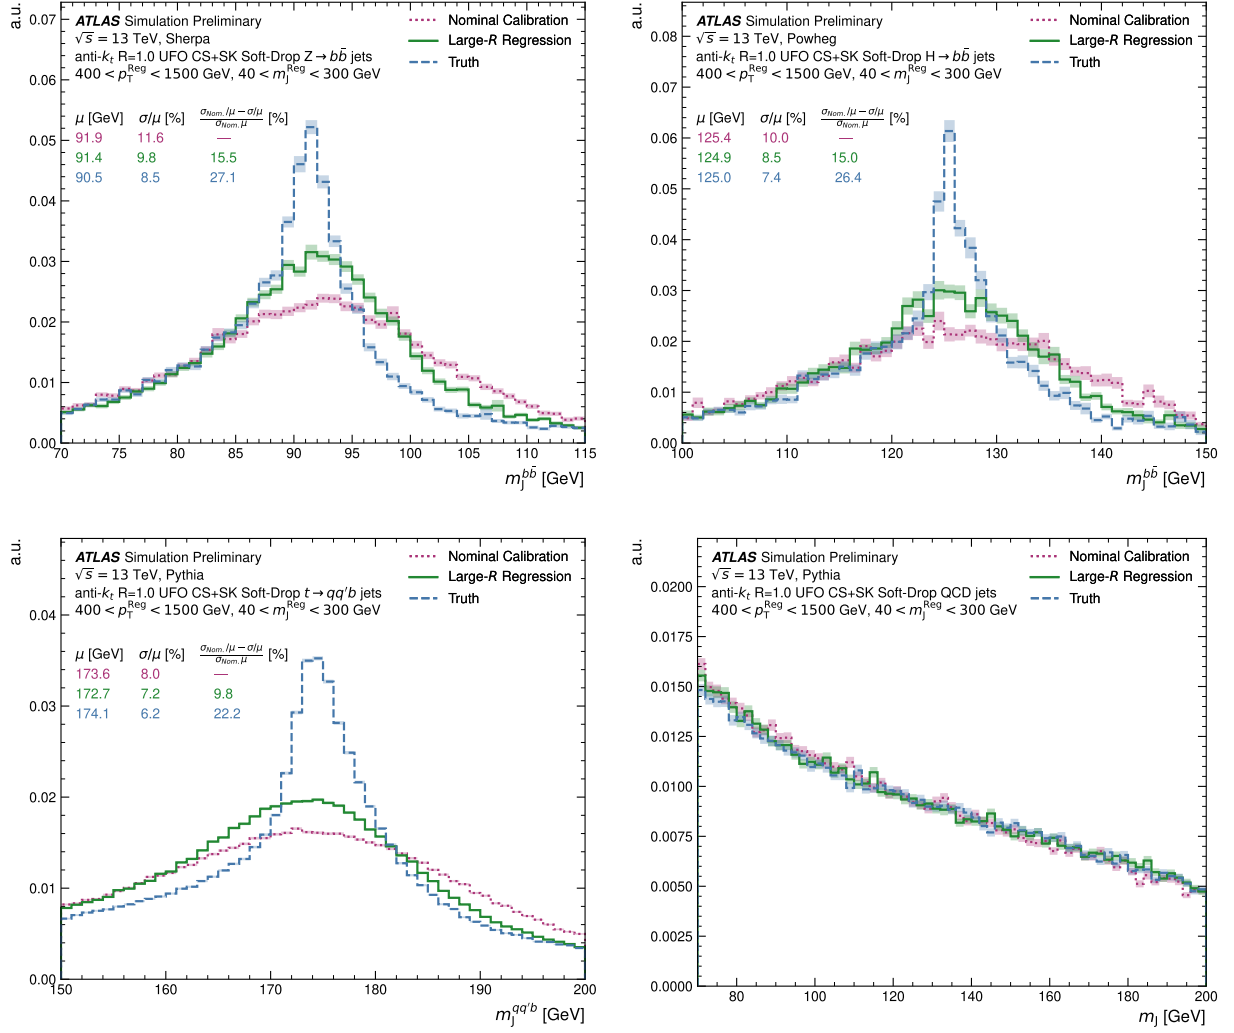 a.u.
0.07
0.06
0.05
0.04
0.03
0.02
0.01
0.00
ATLAS Simulation Preliminary
√s = 13 TeV, Sherpa
anti-kt R=1.0 UFO CS+SK Soft-Drop Z→bb̄ jets
400 < pT^Reg < 1500 GeV, 40 < mJ^Reg < 300 GeV
Nominal Calibration
Large-R Regression
Truth
μ [GeV] σ/μ [%] (σNom./μ − σ/μ)/(σNom.μ) [%]
91.9 11.6 —
91.4 9.8 15.5
90.5 8.5 27.1
70 75 80 85 90 95 100 105 110 115
mJ^bb̄ [GeV]
a.u.
0.08
0.07
0.06
0.05
0.04
0.03
0.02
0.01
0.00
ATLAS Simulation Preliminary
√s = 13 TeV, Powheg
anti-kt R=1.0 UFO CS+SK Soft-Drop H→bb̄ jets
400 < pT^Reg < 1500 GeV, 40 < mJ^Reg < 300 GeV
Nominal Calibration
Large-R Regression
Truth
μ [GeV] σ/μ [%] (σNom./μ − σ/μ)/(σNom.μ) [%]
125.4 10.0 —
124.9 8.5 15.0
125.0 7.4 26.4
100 110 120 130 140 150
mJ^bb̄ [GeV]
a.u.
0.04
0.03
0.02
0.01
0.00
ATLAS Simulation Preliminary
√s = 13 TeV, Pythia
anti-kt R=1.0 UFO CS+SK Soft-Drop t→qq′b jets
400 < pT^Reg < 1500 GeV, 40 < mJ^Reg < 300 GeV
Nominal Calibration
Large-R Regression
Truth
μ [GeV] σ/μ [%] (σNom./μ − σ/μ)/(σNom.μ) [%]
173.6 8.0 —
172.7 7.2 9.8
174.1 6.2 22.2
150 160 170 180 190 200
mJ^qq′b [GeV]
a.u.
0.0200
0.0175
0.0150
0.0125
0.0100
0.0075
0.0050
0.0025
0.0000
ATLAS Simulation Preliminary
√s = 13 TeV, Pythia
anti-kt R=1.0 UFO CS+SK Soft-Drop QCD jets
400 < pT^Reg < 1500 GeV, 40 < mJ^Reg < 300 GeV
Nominal Calibration
Large-R Regression
Truth
80 100 120 140 160 180 200
mJ [GeV]